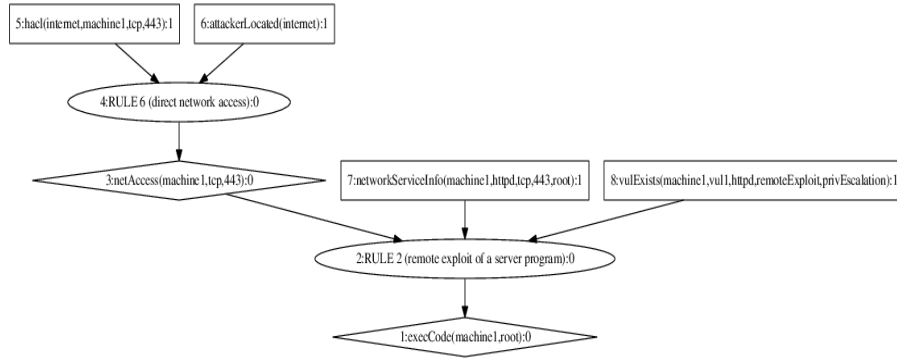 5:hacl(internet,machine1,tcp,443):1
6:attackerLocated(internet):1
4:RULE 6 (direct network access):0
3:netAccess(machine1,tcp,443):0
7:networkServiceInfo(machine1,httpd,tcp,443,root):1
8:vulExists(machine1,vul1,httpd,remoteExploit,privEscalation):1
2:RULE 2 (remote exploit of a server program):0
1:execCode(machine1,root):0